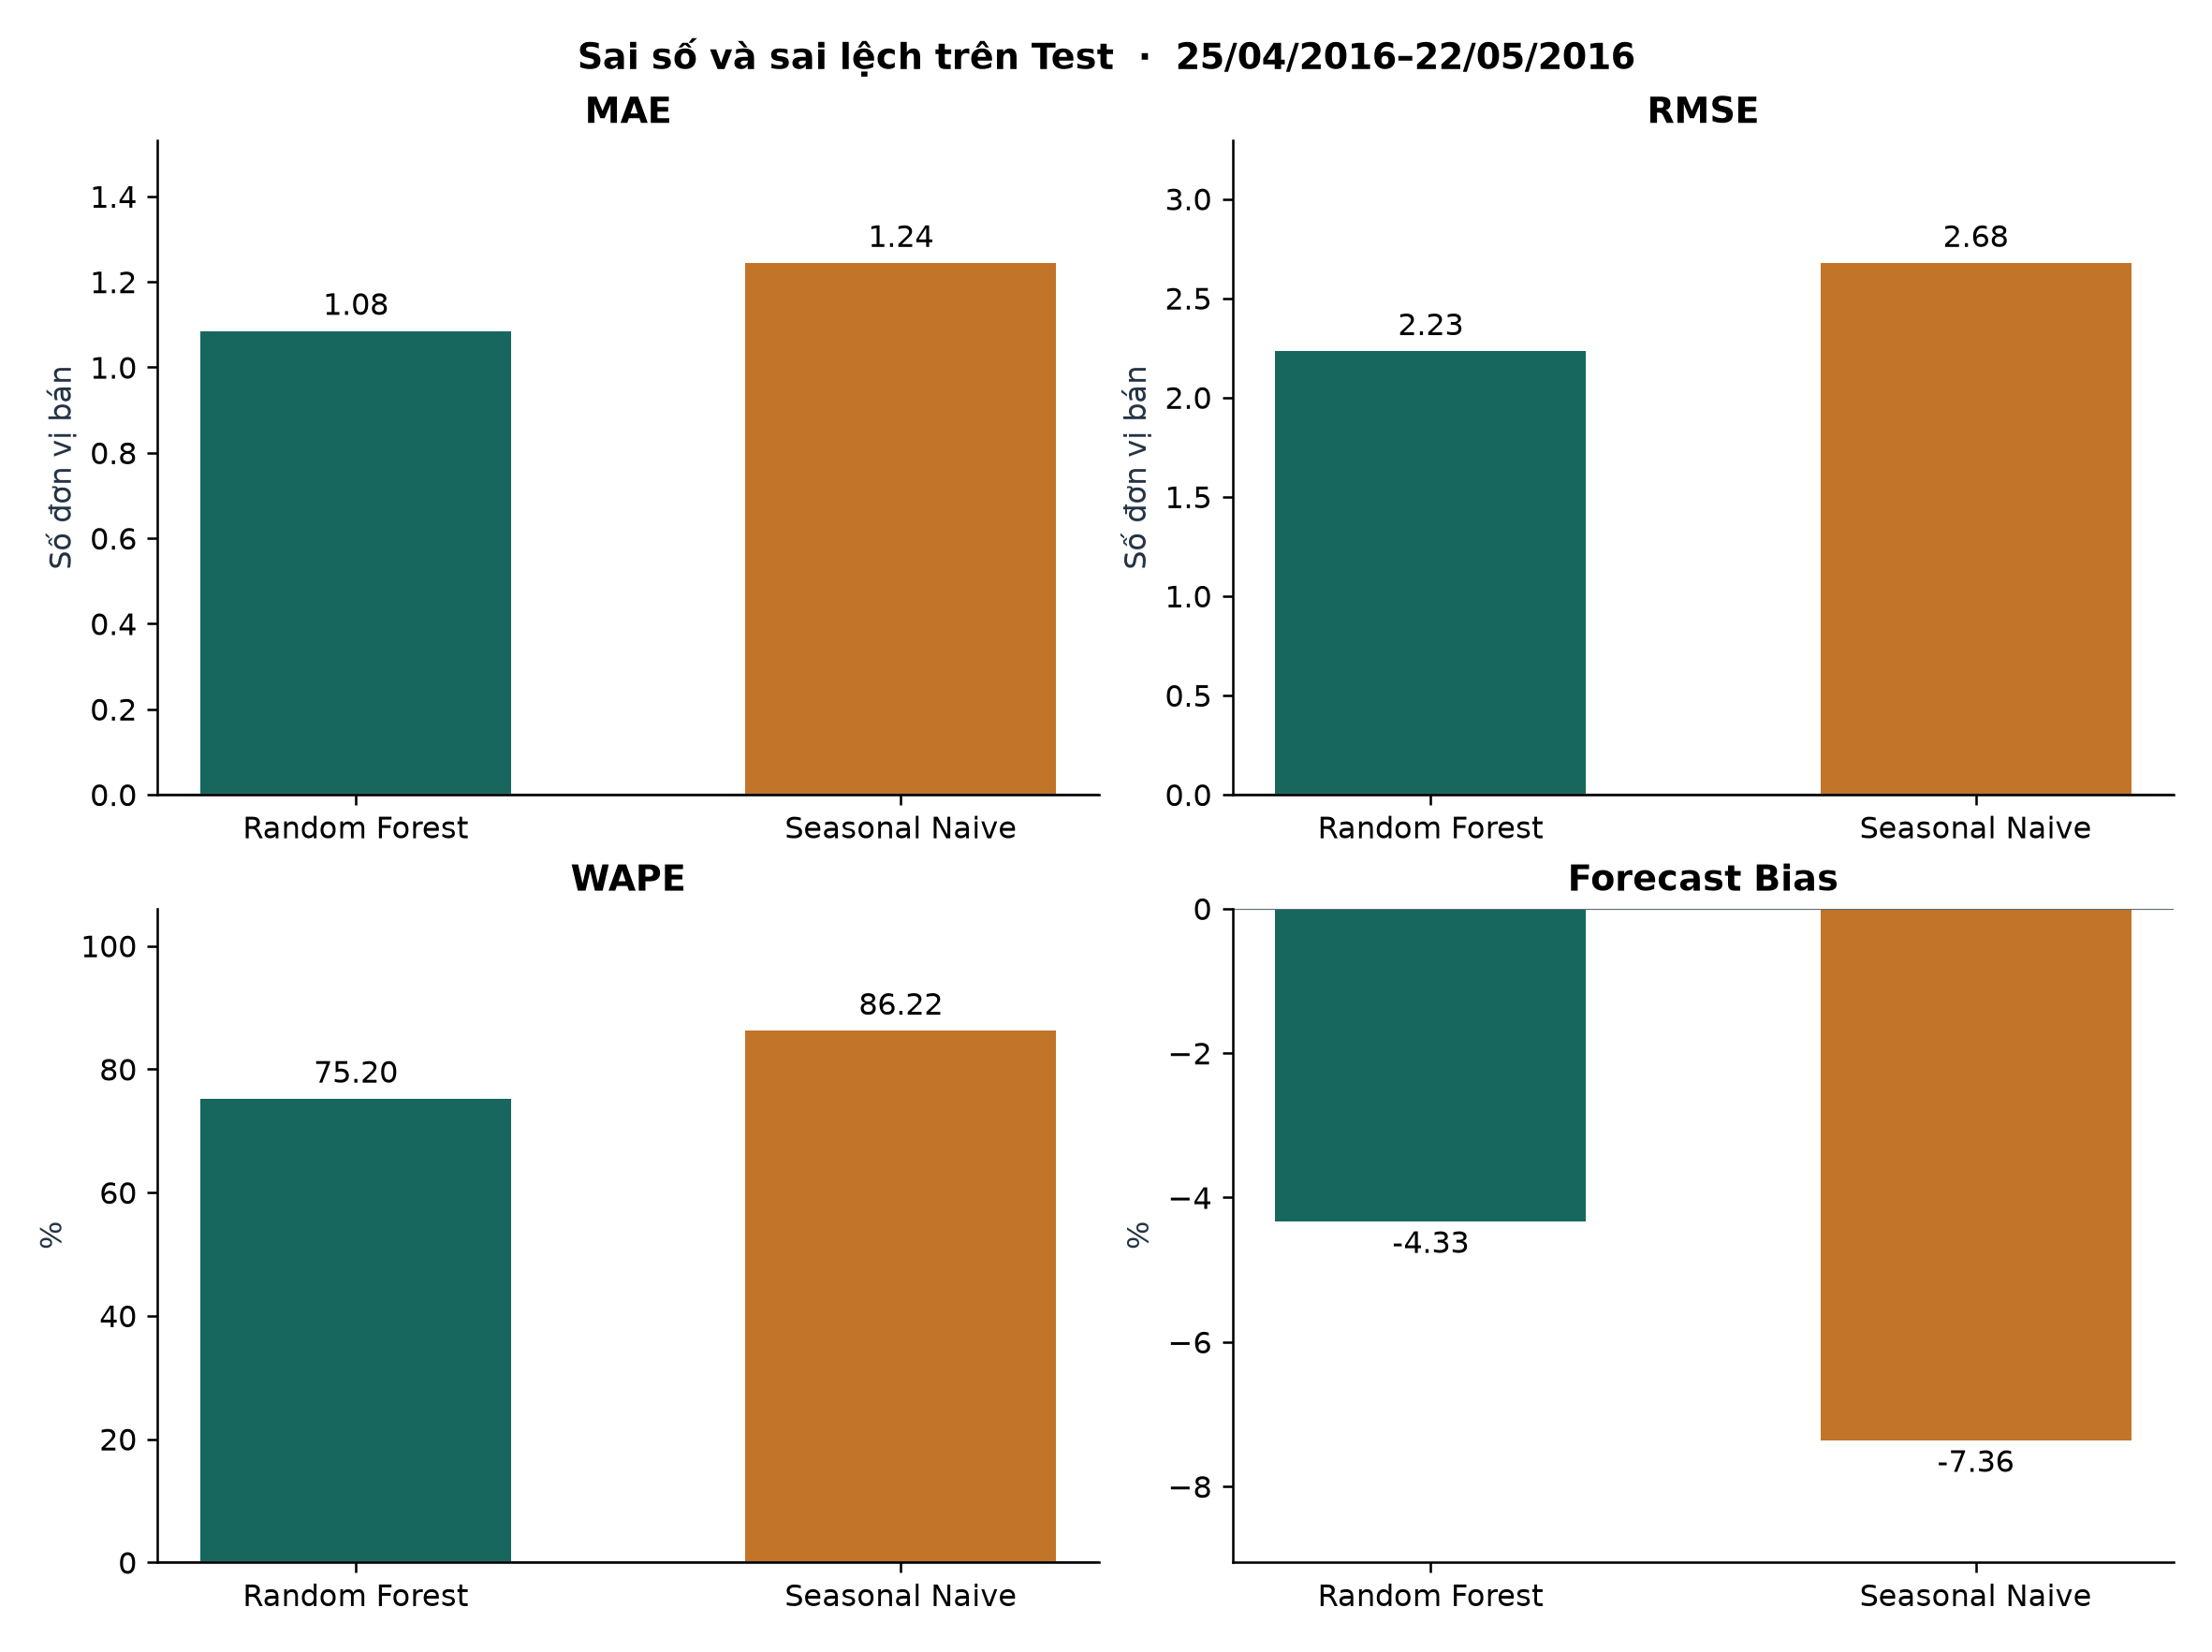 Sai số và sai lệch trên Test · 25/04/2016–22/05/2016
MAE
Số đơn vị bán
1.4
1.2
1.0
0.8
0.6
0.4
0.2
0.0
1.08
1.24
Random Forest
Seasonal Naive
RMSE
Số đơn vị bán
3.0
2.5
2.0
1.5
1.0
0.5
0.0
2.23
2.68
Random Forest
Seasonal Naive
WAPE
%
100
80
60
40
20
0
75.20
86.22
Random Forest
Seasonal Naive
Forecast Bias
%
0
−2
−4
−6
−8
-4.33
-7.36
Random Forest
Seasonal Naive